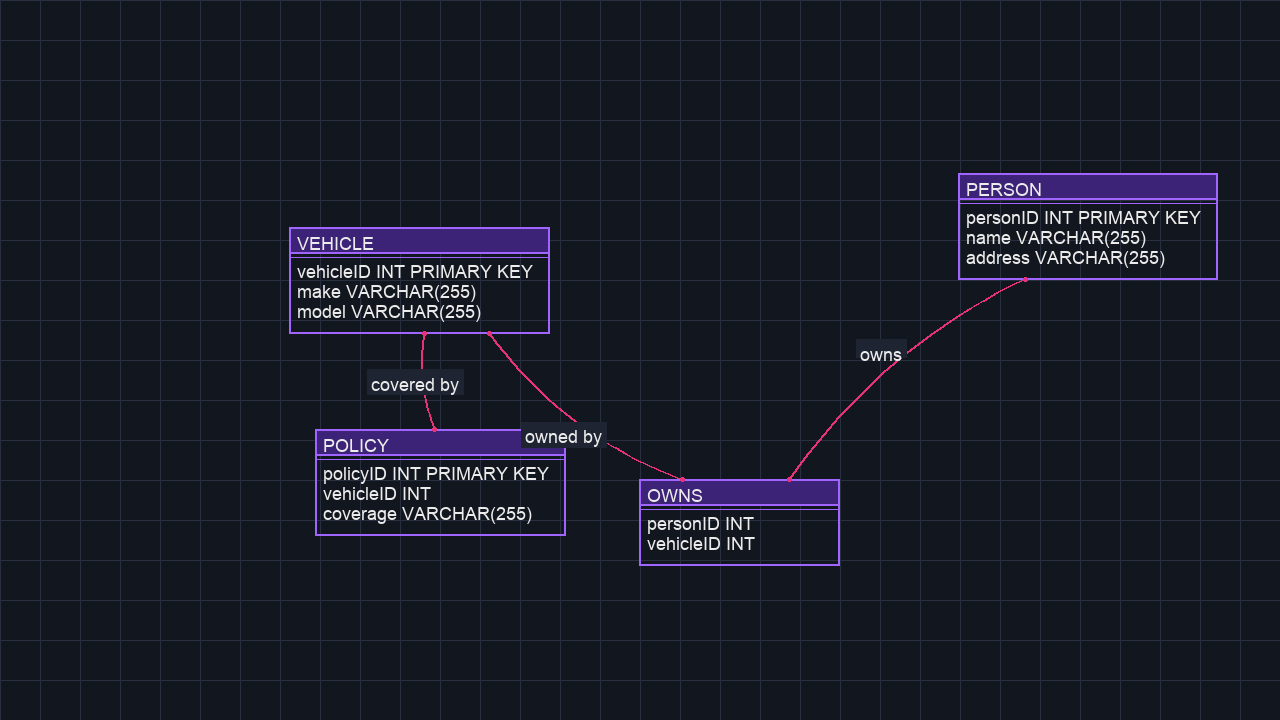 PERSON
personID INT PRIMARY KEY
name VARCHAR(255)
address VARCHAR(255)
VEHICLE
vehicleID INT PRIMARY KEY
make VARCHAR(255)
model VARCHAR(255)
owns
covered by
owned by
POLICY
policyID INT PRIMARY KEY
vehicleID INT
coverage VARCHAR(255)
OWNS
personID INT
vehicleID INT